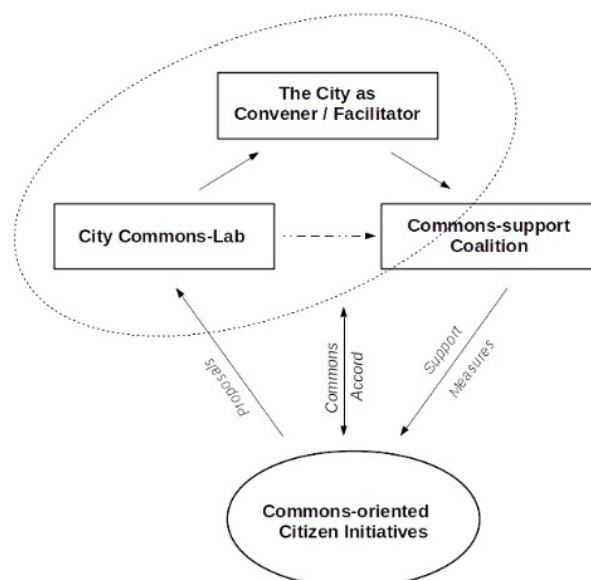 The City as
Convener / Facilitator
City Commons-Lab
Commons-support
Coalition
Proposals
Commons
Accord
Support
Measures
Commons-oriented
Citizen Initiatives